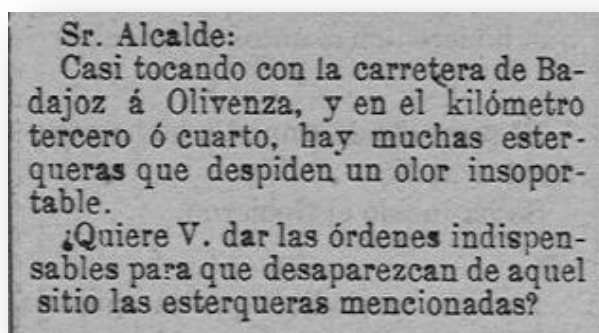 Sr. Alcalde:
Casi tocando con la carretera de Ba-
dajoz á Olivenza, y en el kilómetro
tercero ó cuarto, hay muchas ester-
queras que despiden un olor insopor-
table.
¿Quiere V. dar las órdenes indispen-
sables para que desaparezcan de aquel
sitio las esterqueras mencionadas?